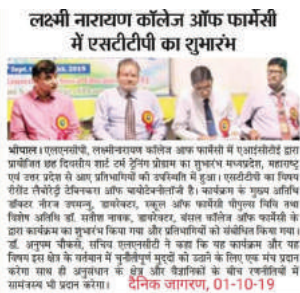 लक्ष्मी नारायण कॉलेज ऑफ फार्मेसी
में एसटीटीपी का शुभारंभ
भोपाल। एलएनसीपी, लक्ष्मीनारायण कॉलेज आफ फार्मेसी में एआईसीटीई द्वारा
प्रायोजित छह दिवसीय शार्ट टर्म ट्रेनिंग प्रोग्राम का शुभारंभ मध्यप्रदेश, महाराष्ट्र
एवं उत्तर प्रदेश से आए प्रतिभागियों की उपस्थिति में हुआ। एसटीटीपी का विषय
रीसेंट लैबोरेट्री टेक्निकस आफ बायोटेनोलॉजी है। कार्यक्रम के मुख्य अतिथि
डॉक्टर नीरज उपमन्यु, डायरेक्टर, स्कूल ऑफ फार्मेसी पीपुल्स विवि तथा
विशेष अतिथि डॉ. सतीश नायक, डायरेक्टर, बंसल कॉलेज ऑफ फार्मेसी के
द्वारा कार्यक्रम का शुभारंभ किया गया और प्रतिभागियों को संबोधित किया गया।
डॉ. अनुपम चौकसे, सचिव एलएनसीटी ने कहा कि यह कार्यक्रम और यह
विषय इस क्षेत्र के वर्तमान में चुनौतीपूर्ण मुद्दों को उठाने के लिए एक मंच प्रदान
करेगा साथ ही अनुसंधान के क्षेत्र और वैज्ञानिकों के बीच रणनीतियों में
सामंजस्य भी प्रदान करेगा। दैनिक जागरण, 01-10-19